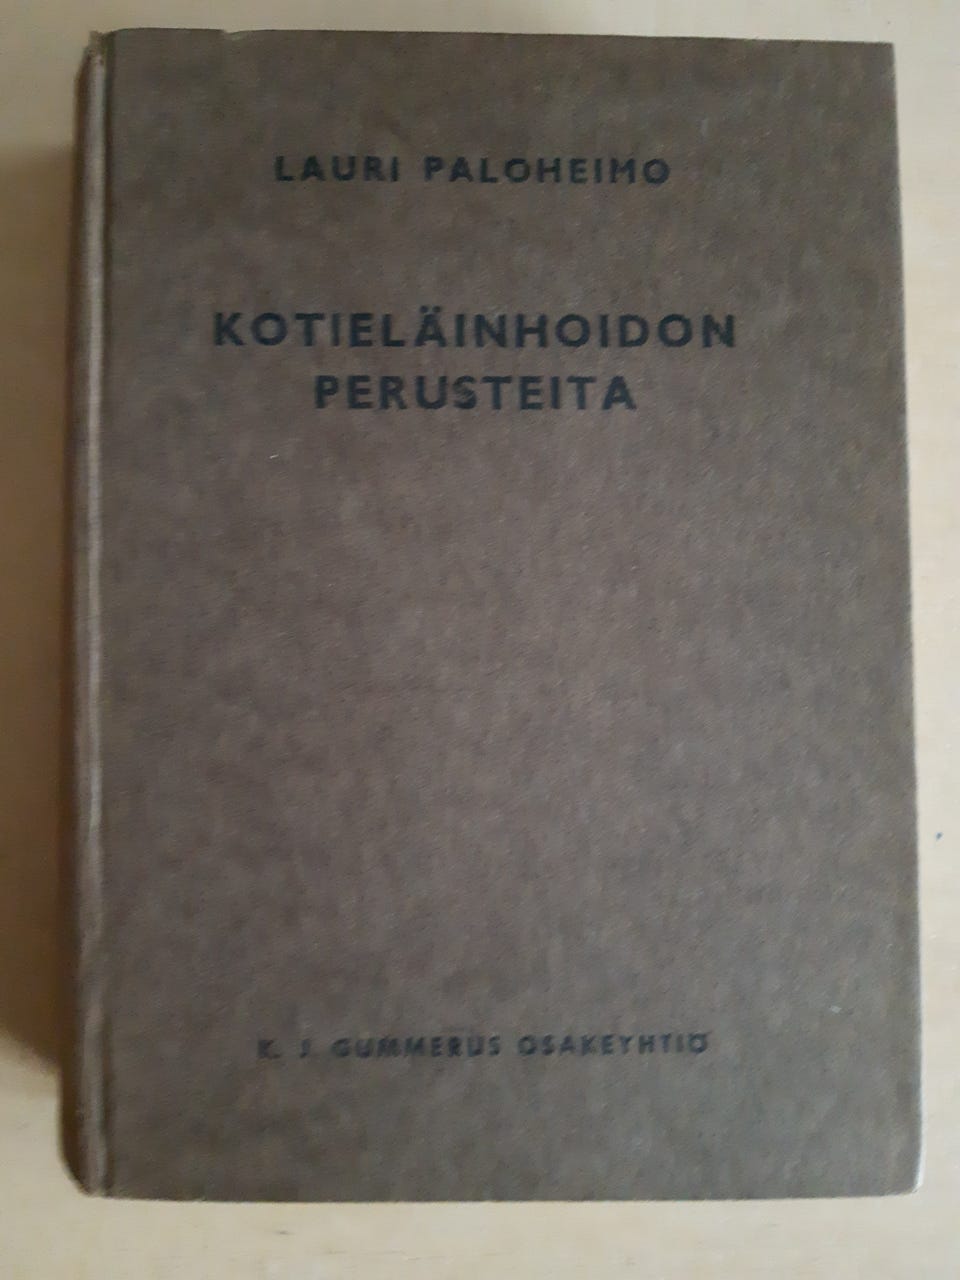 LAURI PALOHEIMO
KOTIELÄINHOIDON
PERUSTEITA
K. J. GUMMERUS OSAKEYHTIÖ